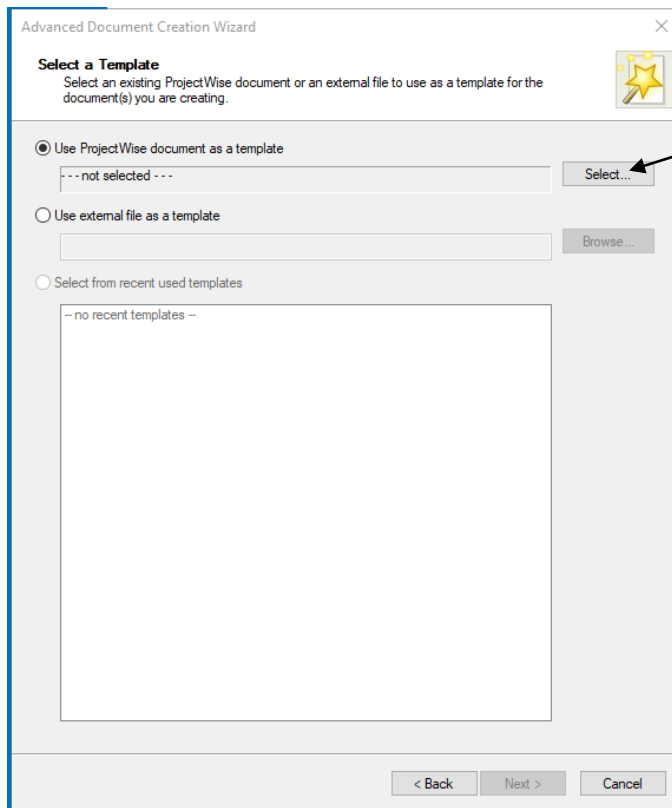 Advanced Document Creation Wizard
Select a Template
Select an existing ProjectWise document or an external file to use as a template for the
document(s) you are creating.
Use ProjectWise document as a template
- - - not selected - - -
Select...
Use external file as a template
Browse...
Select from recent used templates
-- no recent templates --
< Back
Next >
Cancel